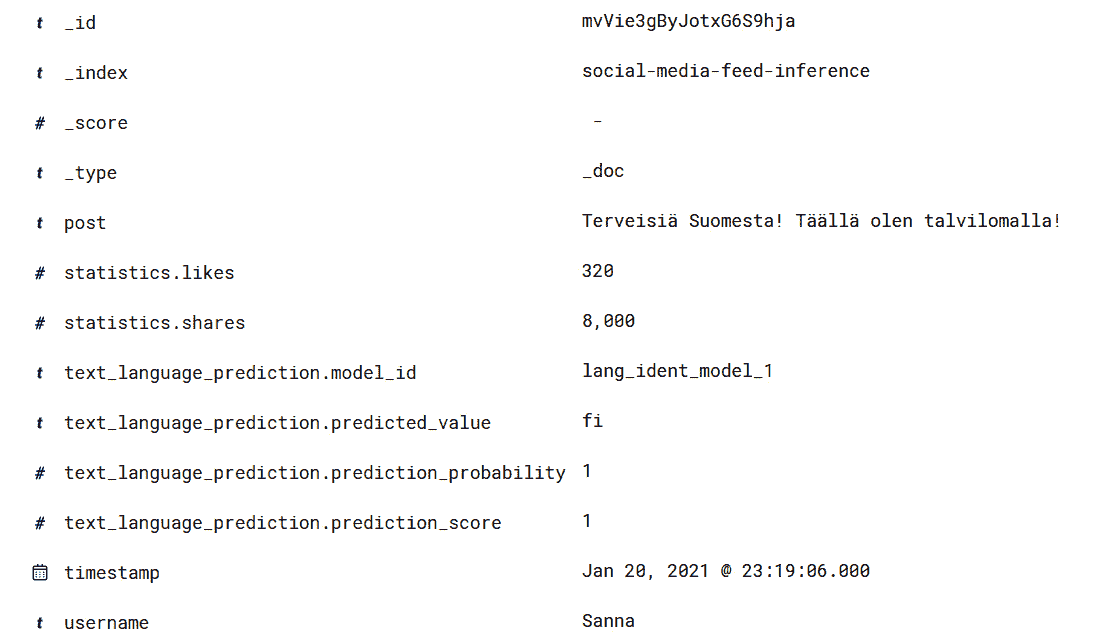 t _id mvVie3gByJotxG6S9hja
t _index social-media-feed-inference
# _score -
t _type _doc
t post Terveisiä Suomesta! Täällä olen talvilomalla!
# statistics.likes 320
# statistics.shares 8,000
t text_language_prediction.model_id lang_ident_model_1
t text_language_prediction.predicted_value fi
# text_language_prediction.prediction_probability 1
# text_language_prediction.prediction_score 1
timestamp Jan 20, 2021 @ 23:19:06.000
t username Sanna